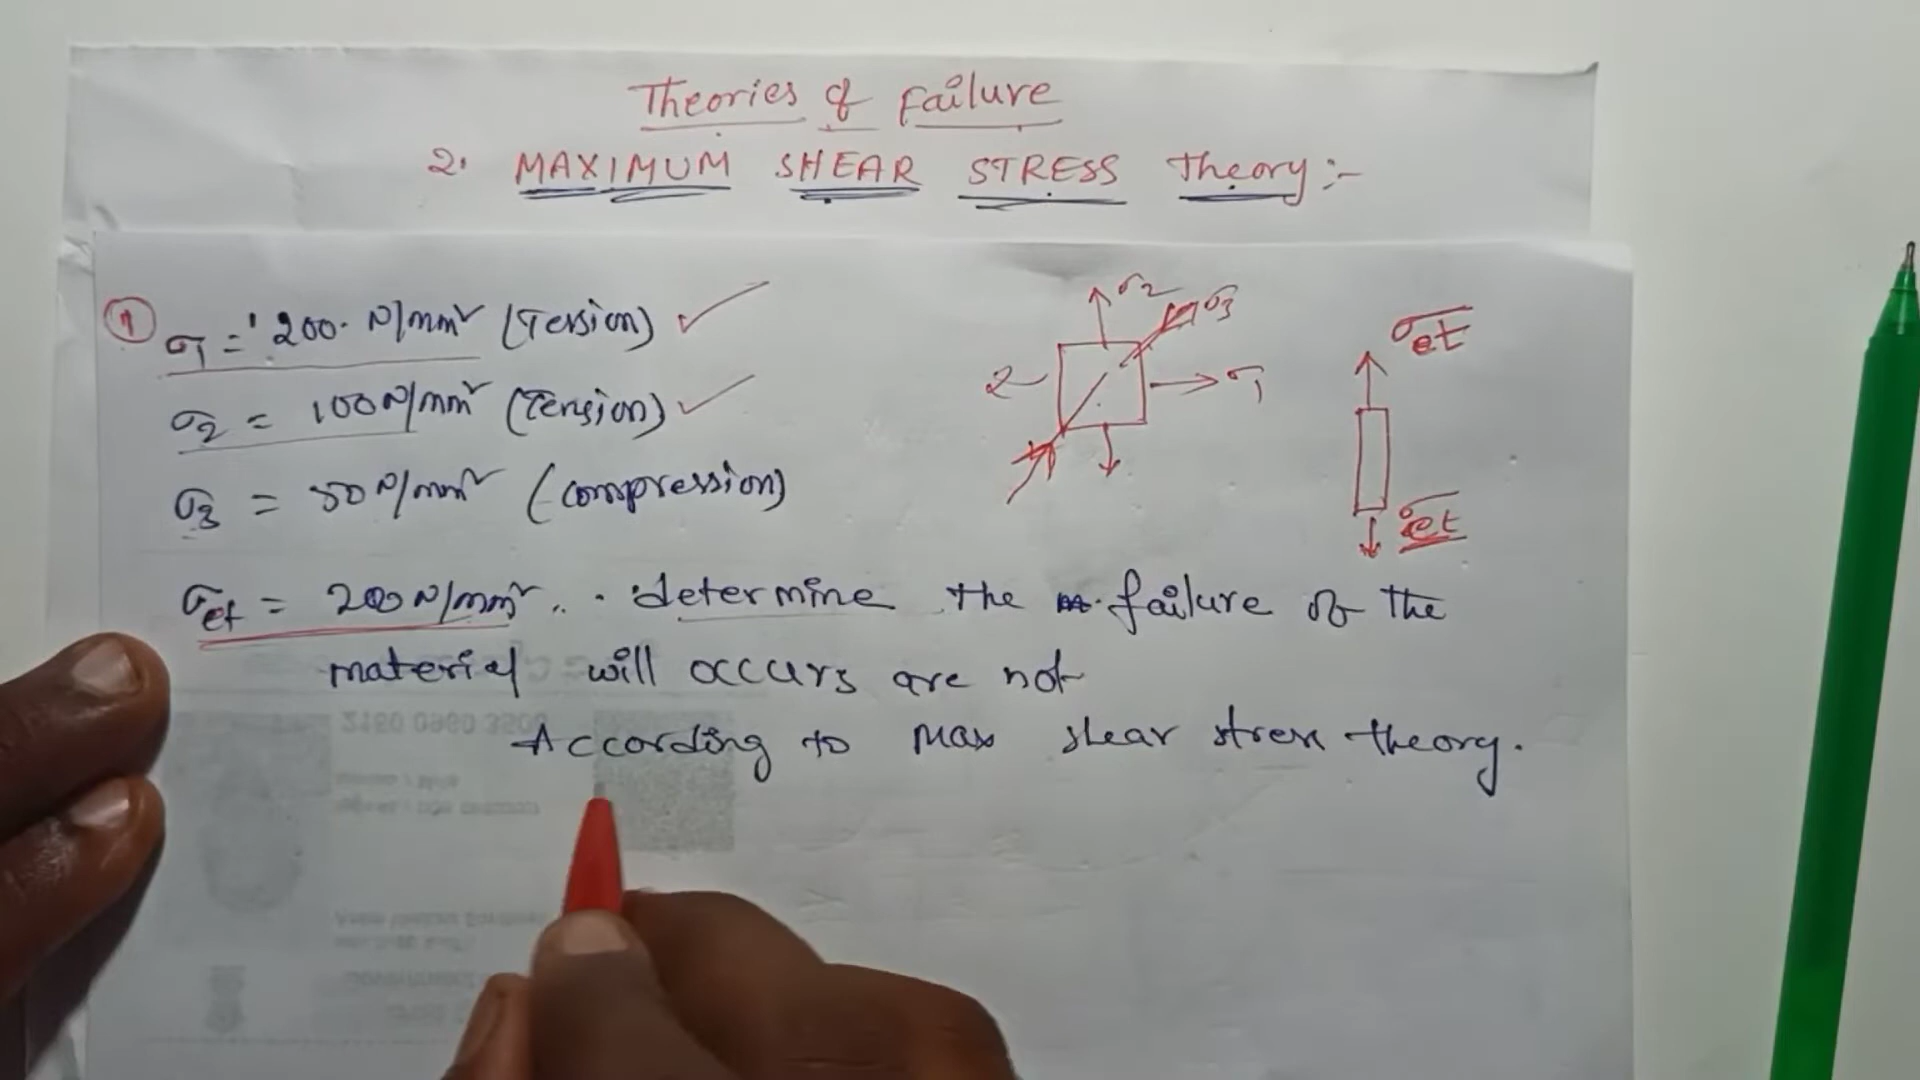 Theories of Failure
2. MAXIMUM SHEAR STRESS Theory:-
1 σ1 = 200 N/mm² (Tension) ✓
σ2 = 100 N/mm² (Tension) ✓
σ3 = 50 N/mm² (compression)
σ2
σ3
σ1
σet
σet
σet = 200 N/mm² .. determine the failure of the
material will occurs are not
According to Max shear stress theory.